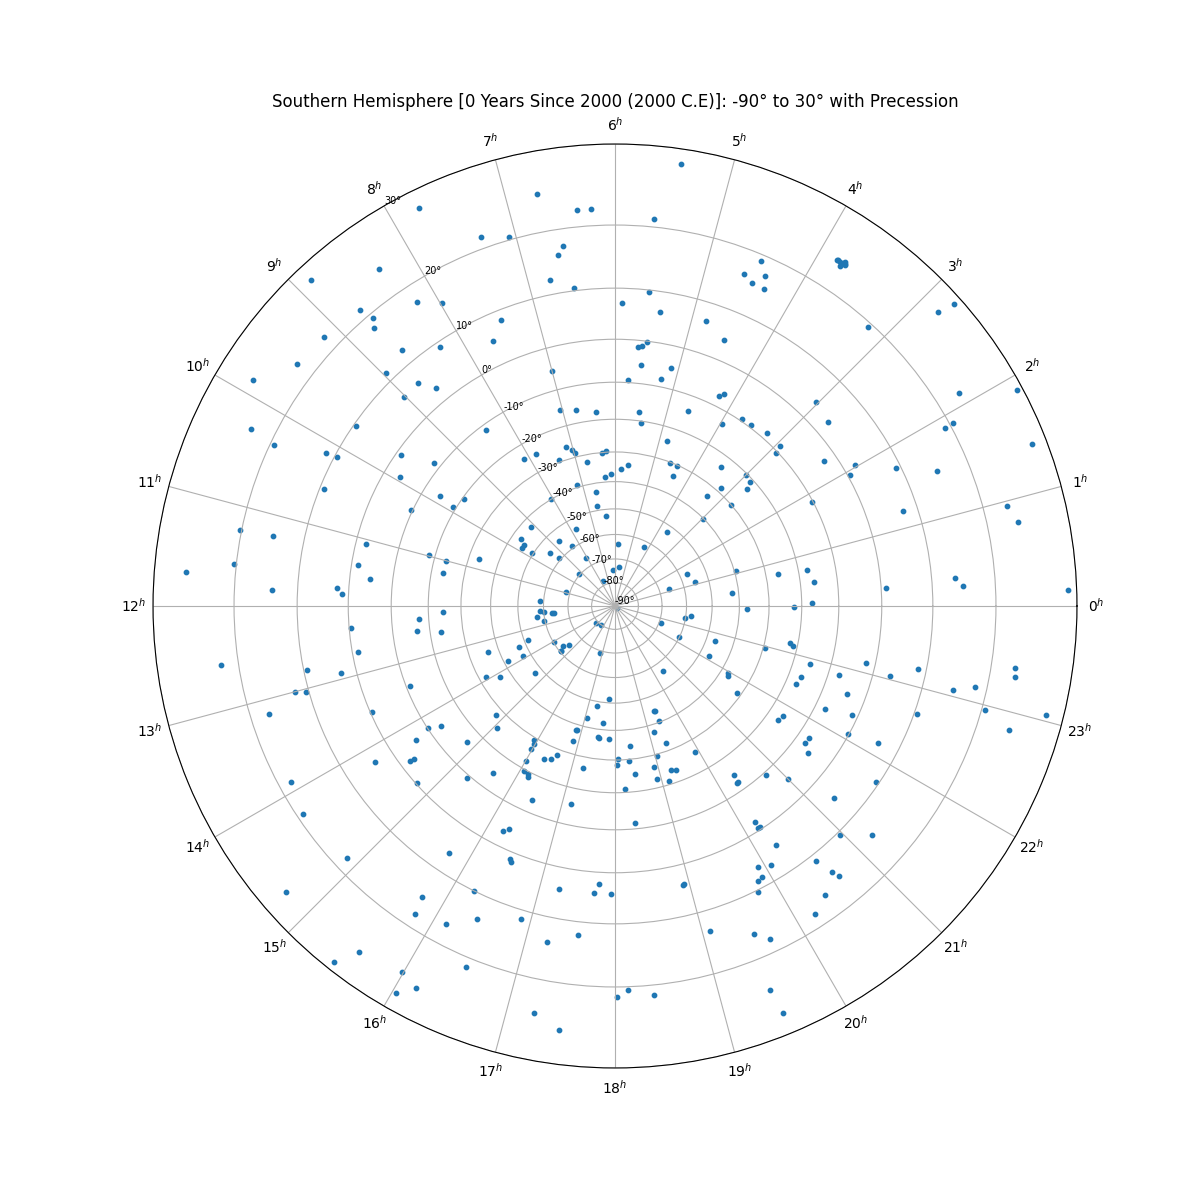 Southern Hemisphere [0 Years Since 2000 (2000 C.E)]: -90° to 30° with Precession
6ʰ
7ʰ
5ʰ
8ʰ
4ʰ
30°
9ʰ
3ʰ
20°
10°
10ʰ
2ʰ
0°
-10°
-20°
-30°
11ʰ
1ʰ
-40°
-50°
-60°
-70°
-80°
-90°
12ʰ
0ʰ
13ʰ
23ʰ
14ʰ
22ʰ
15ʰ
21ʰ
16ʰ
20ʰ
17ʰ
19ʰ
18ʰ